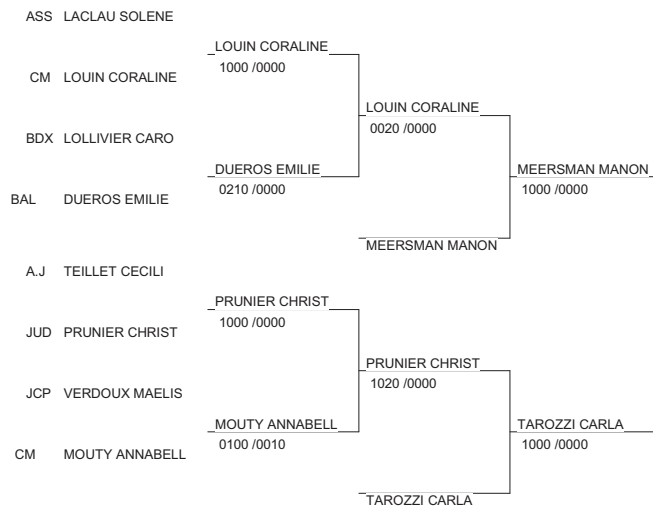 ASS LACLAU SOLENE
LOUIN CORALINE
1000 /0000
CM LOUIN CORALINE
LOUIN CORALINE
0020 /0000
BDX LOLLIVIER CARO
DUEROS EMILIE
0210 /0000
MEERSMAN MANON
1000 /0000
BAL DUEROS EMILIE
MEERSMAN MANON
A.J TEILLET CECILI
PRUNIER CHRIST
1000 /0000
JUD PRUNIER CHRIST
PRUNIER CHRIST
1020 /0000
JCP VERDOUX MAELIS
MOUTY ANNABELL
0100 /0010
TAROZZI CARLA
1000 /0000
CM MOUTY ANNABELL
TAROZZI CARLA